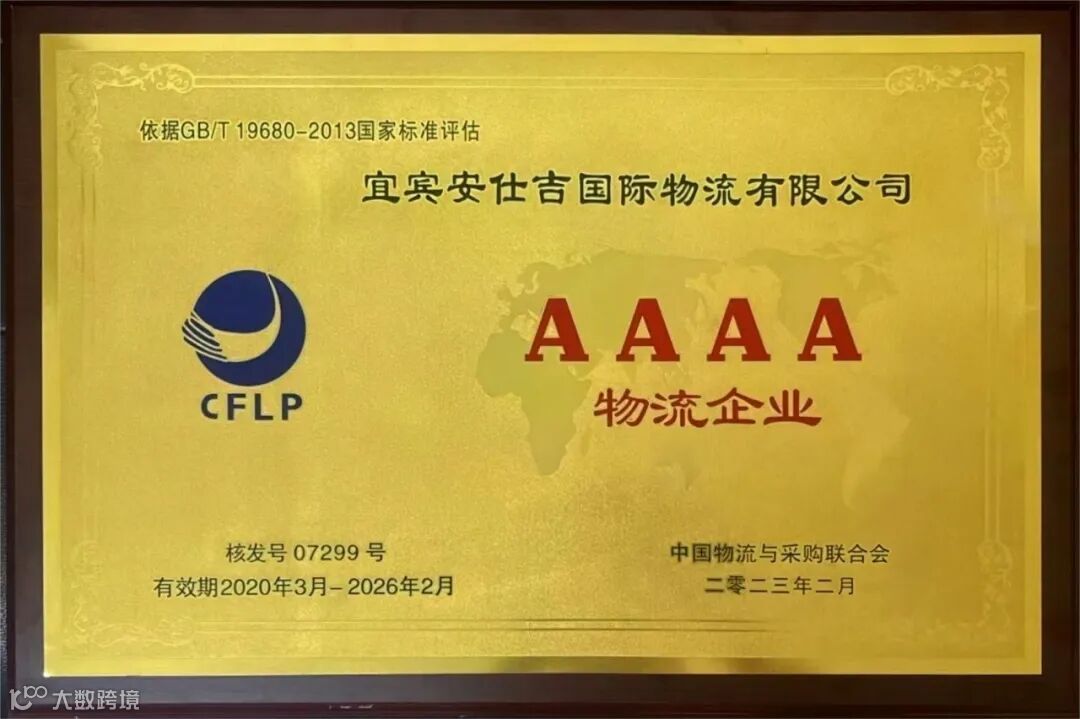 依据GB/T 19680-2013国家标准评估
宜宾安仕吉国际物流有限公司
AAAA
物流企业
CFLP
核发号 07299 号
有效期2020年3月-2026年2月
中国物流与采购联合会
二零二三年二月
大数跨境